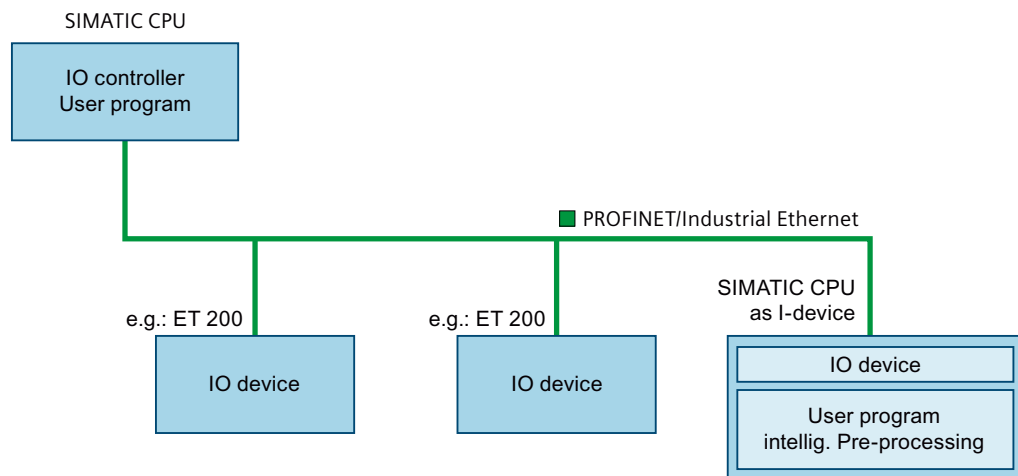 SIMATIC CPU
IO controller
User program
PROFINET/Industrial Ethernet
SIMATIC CPU
as I-device
e.g.: ET 200
e.g.: ET 200
IO device
IO device
IO device
User program
intellig. Pre-processing